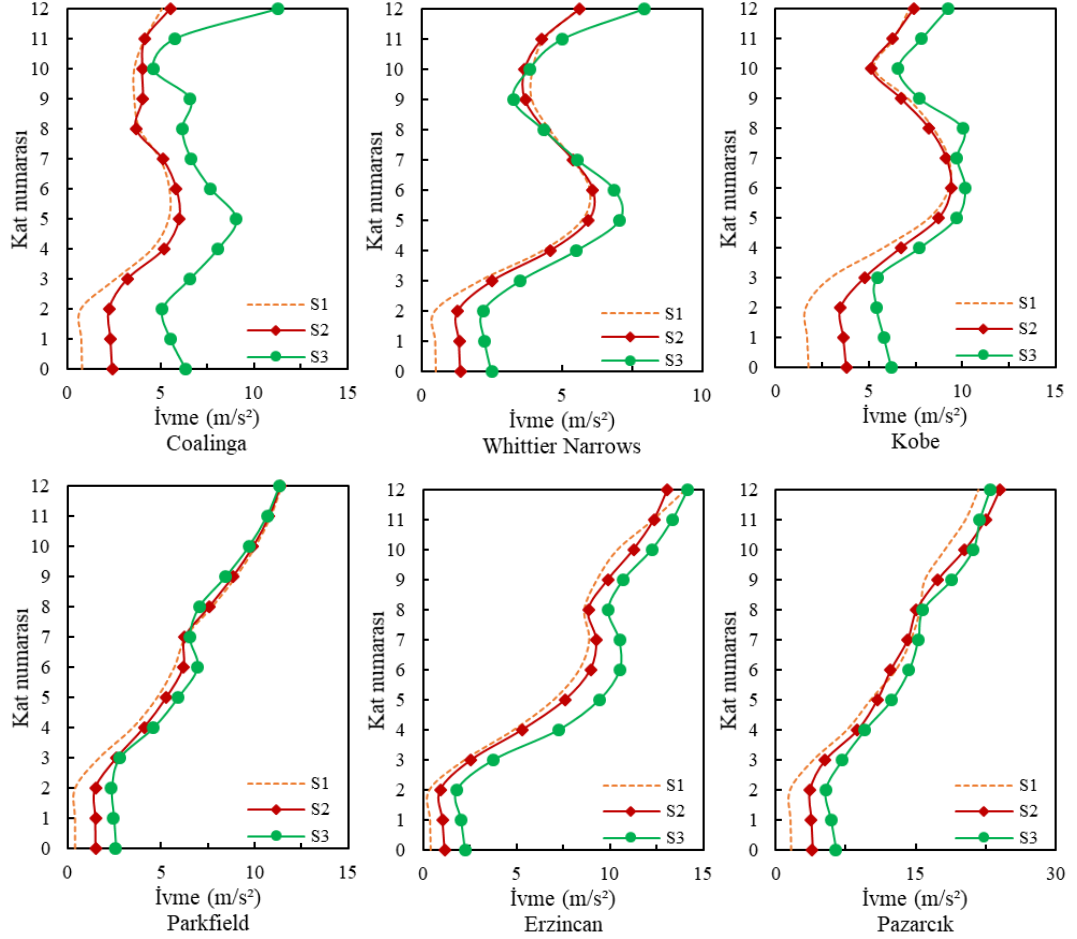 12
11
10
9
8
7
6
5
4
3
2
1
0
Kat numarası
S1
S2
S3
0 5 10 15
İvme (m/s²)
Coalinga
12
11
10
9
8
7
6
5
4
3
2
1
0
Kat numarası
S1
S2
S3
0 5 10
İvme (m/s²)
Whittier Narrows
12
11
10
9
8
7
6
5
4
3
2
1
0
Kat numarası
S1
S2
S3
0 5 10 15
İvme (m/s²)
Kobe
12
11
10
9
8
7
6
5
4
3
2
1
0
Kat numarası
S1
S2
S3
0 5 10 15
İvme (m/s²)
Parkfield
12
11
10
9
8
7
6
5
4
3
2
1
0
Kat numarası
S1
S2
S3
0 5 10 15
İvme (m/s²)
Erzincan
12
11
10
9
8
7
6
5
4
3
2
1
0
Kat numarası
S1
S2
S3
0 15 30
İvme (m/s²)
Pazarcık